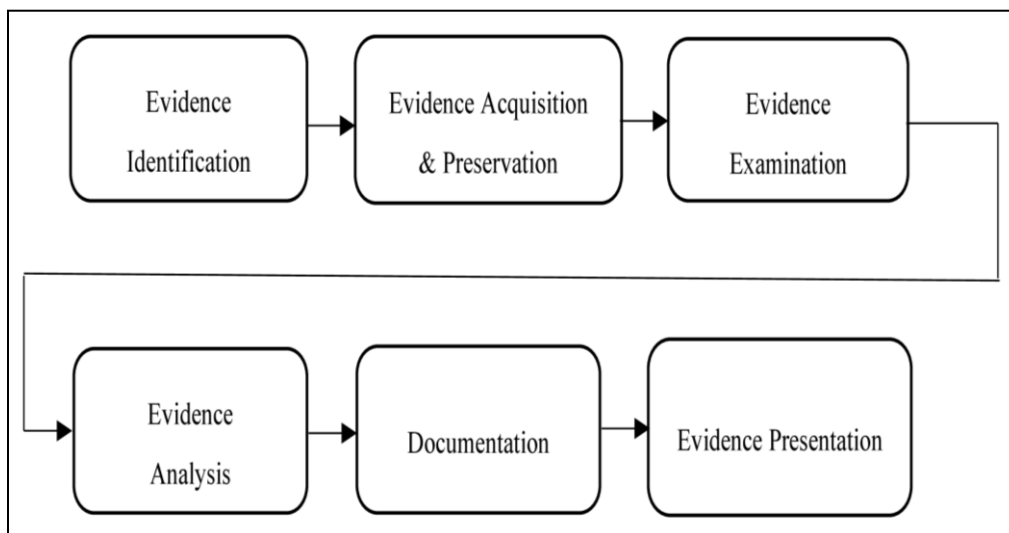 Evidence
Identification
Evidence Acquisition
& Preservation
Evidence
Examination
Evidence
Analysis
Documentation
Evidence Presentation